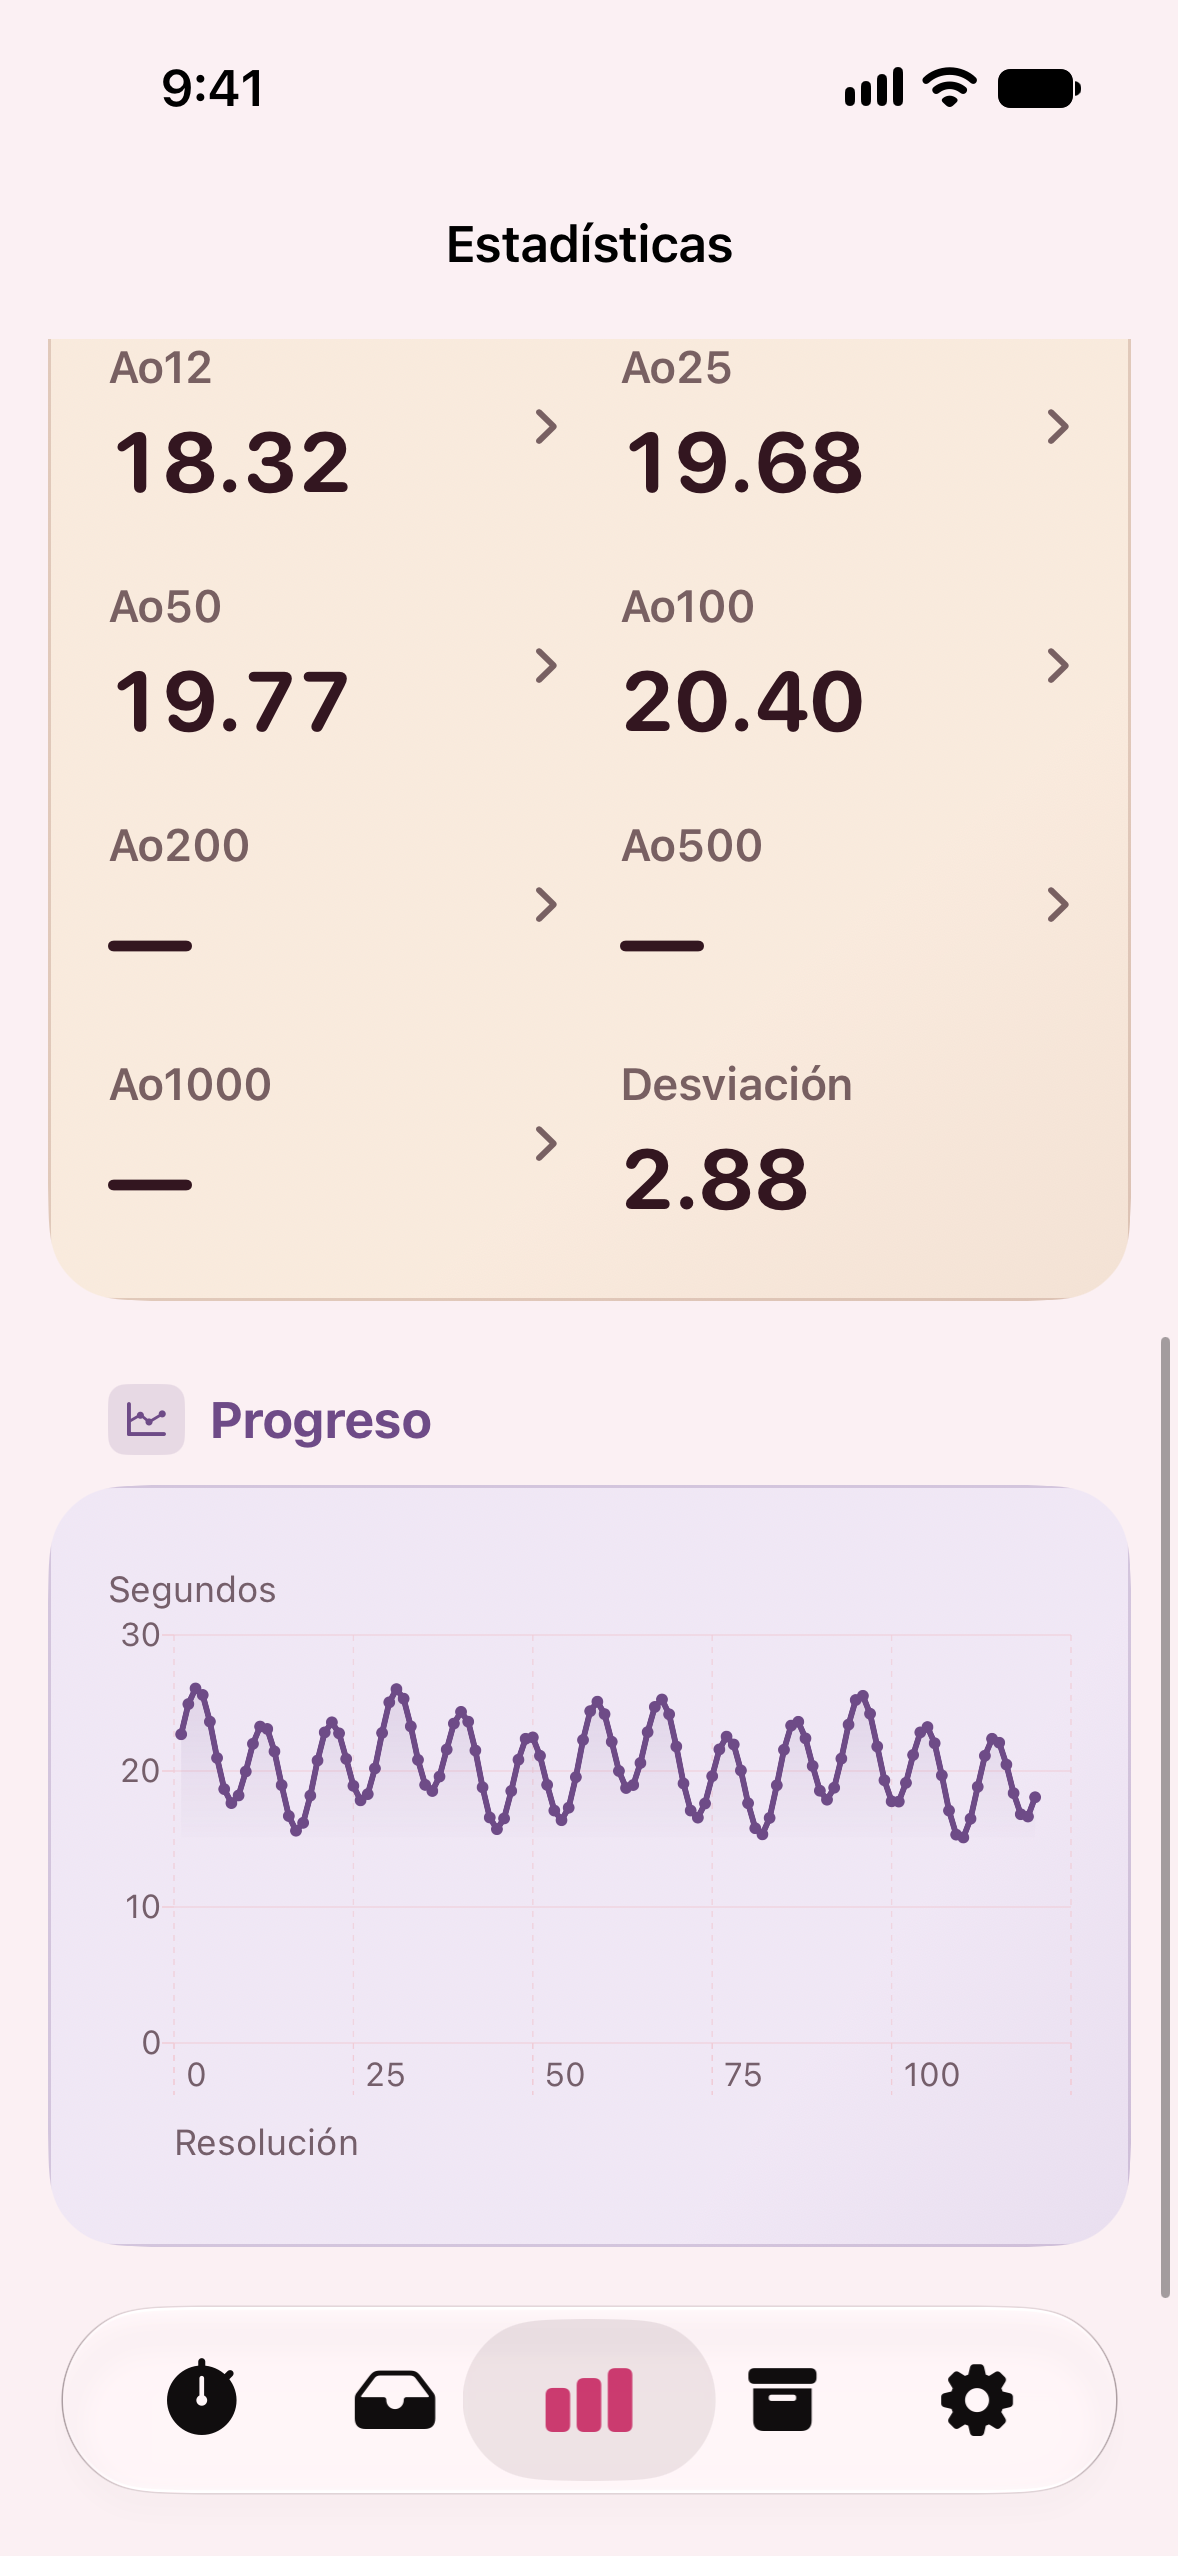 9:41
Estadísticas
Ao12 Ao25
18.32 19.68
Ao50 Ao100
19.77 20.40
Ao200 Ao500
— —
Ao1000 Desviación
— 2.88
Progreso
Segundos
30
20
10
0
0 25 50 75 100
Resolución